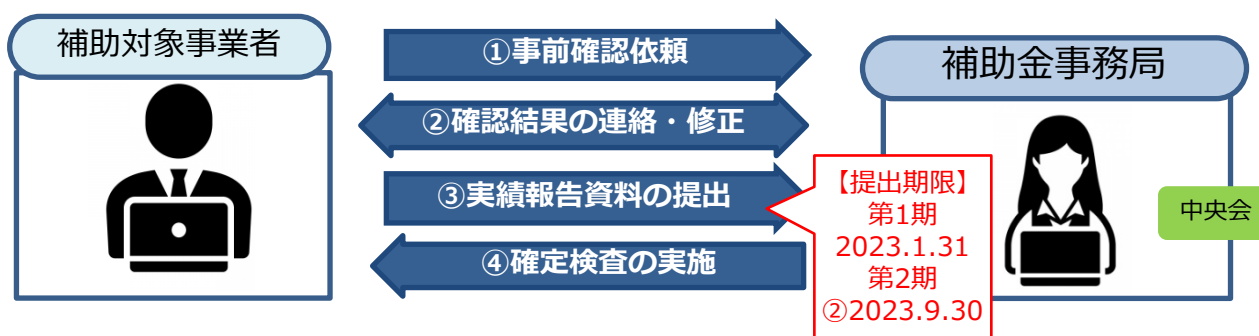 補助対象事業者
①事前確認依頼
②確認結果の連絡・修正
③実績報告資料の提出
④確定検査の実施
補助金事務局
【提出期限】
第1期
2023.1.31
第2期
②2023.9.30
中央会